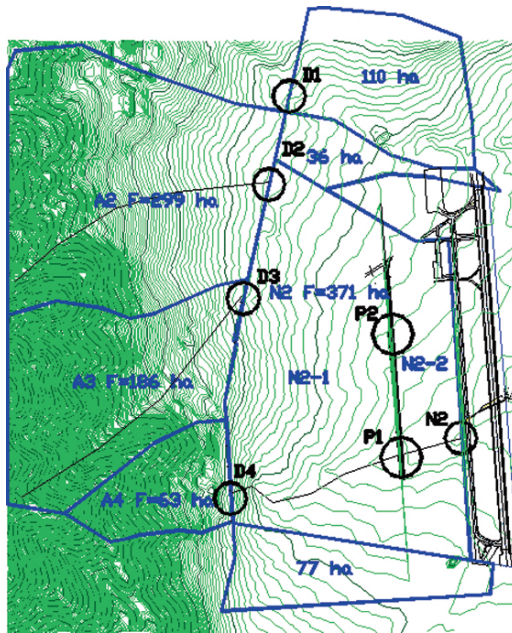 D1
110 ha
D2
36 ha
A2 F=299 ha
D3
N2 F=371 ha
P2
A3 F=186 ha
N2-1
N2-2
N2
P1
D4
A4 F=63 ha
77 ha